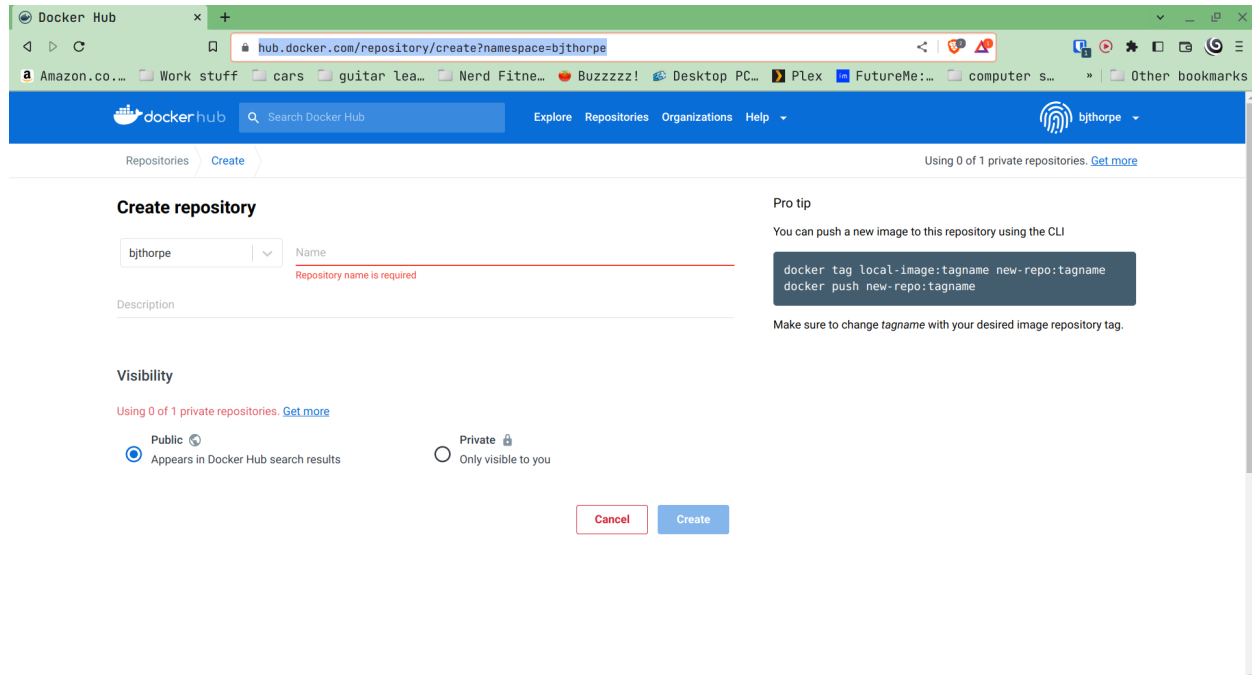 Docker Hub
hub.docker.com/repository/create?namespace=bjthorpe
Amazon.co.… Work stuff cars guitar lea… Nerd Fitne… Buzzzzz! Desktop PC… Plex FutureMe:… computer s… » Other bookmarks
dockerhub Search Docker Hub Explore Repositories Organizations Help bjthorpe
Repositories Create Using 0 of 1 private repositories. Get more
Create repository
bjthorpe Name
Repository name is required
Description
Pro tip
You can push a new image to this repository using the CLI
docker tag local-image:tagname new-repo:tagname
docker push new-repo:tagname
Make sure to change tagname with your desired image repository tag.
Visibility
Using 0 of 1 private repositories. Get more
Public Private
Appears in Docker Hub search results Only visible to you
Cancel Create